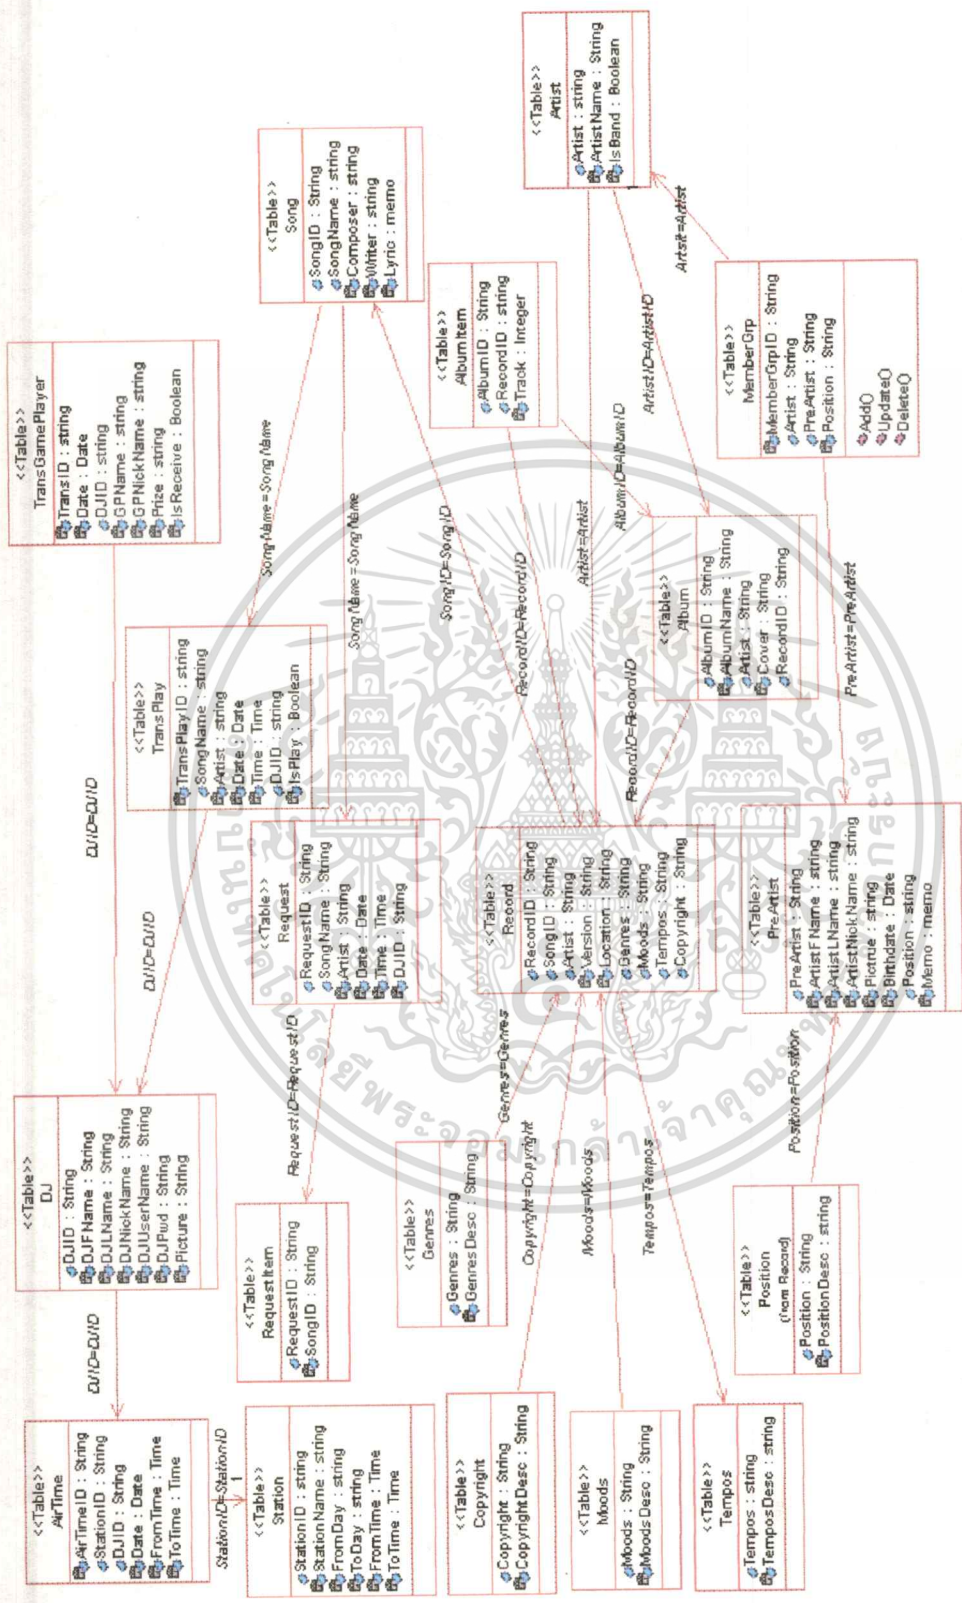 <<Table>>
AirTime
AirTimeID : String
StationID : String
DJID : String
Date : Date
FromTime : Time
ToTime : Time
StationID=StationID
1
<<Table>>
Station
StationID : string
StationName : string
FromDay : string
ToDay : string
FromTime : Time
ToTime : Time
<<Table>>
Copyright
Copyright : String
CopyrightDesc : String
<<Table>>
Moods
Moods : String
MoodsDesc : String
<<Table>>
Tempos
Tempos : string
TemposDesc : string
DJID=DJID
<<Table>>
DJ
DJID : String
DJFName : String
DJLName : String
DJNickName : String
DJUserName : String
DJPwd : String
Picture : String
<<Table>>
RequestItem
RequestID : String
SongID : String
RequestID=RequestID
<<Table>>
Genres
Genres : String
GenresDesc : String
Genres=Genres
Copyright=Copyright
Moods=Moods
Tempos=Tempos
<<Table>>
Position
(from Record)
Position : String
PositionDesc : string
Position=Position
DJID=DJID
DJID=DJID
<<Table>>
TransPlay
TransPlayID : string
SongName : string
Artist : string
Date : Date
Time : Time
DJID : string
IsPlay : Boolean
<<Table>>
Request
RequestID : String
SongName : String
Artist : String
Date : Date
Time : Time
DJID : String
<<Table>>
Record
RecordID : String
SongID : String
Artist : String
Version : String
Location : String
Genres : String
Moods : String
Tempos : String
Copyright : String
<<Table>>
PreArtist
PreArtist : String
ArtistFName : string
ArtistLName : string
ArtistNickName : string
Pictrue : string
Birthdate : Date
Position : string
Memo : memo
<<Table>>
TransGamePlayer
TransID : string
Date : Date
DJID : string
GPName : string
GPNickName : string
Prize : string
IsReceive : Boolean
SongName=SongName
SongName=SongName
SongID=SongID
RecordID=RecordID
Artist=Artist
AlbumID=AlbumID
RecordID=RecordID
ArtistID=ArtistID
PreArtist=PreArtist
<<Table>>
Album
AlbumID : String
AlbumName : String
Artist : String
Cover : String
RecordID : String
<<Table>>
Song
SongID : String
SongName : string
Composer : string
Writer : string
Lyric : memo
<<Table>>
AlbumItem
AlbumID : String
RecordID : string
Track : Integer
<<Table>>
Artist
Artist : string
ArtistName : String
IsBand : Boolean
1
Artsit=Artist
<<Table>>
MemberGrp
MemberGrpID : String
Artist : String
PreArtist : String
Position : String
Add()
Update()
Delete()